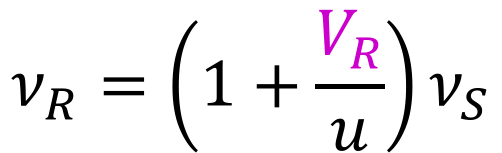 ν_R = (1 + V_R/u) ν_S